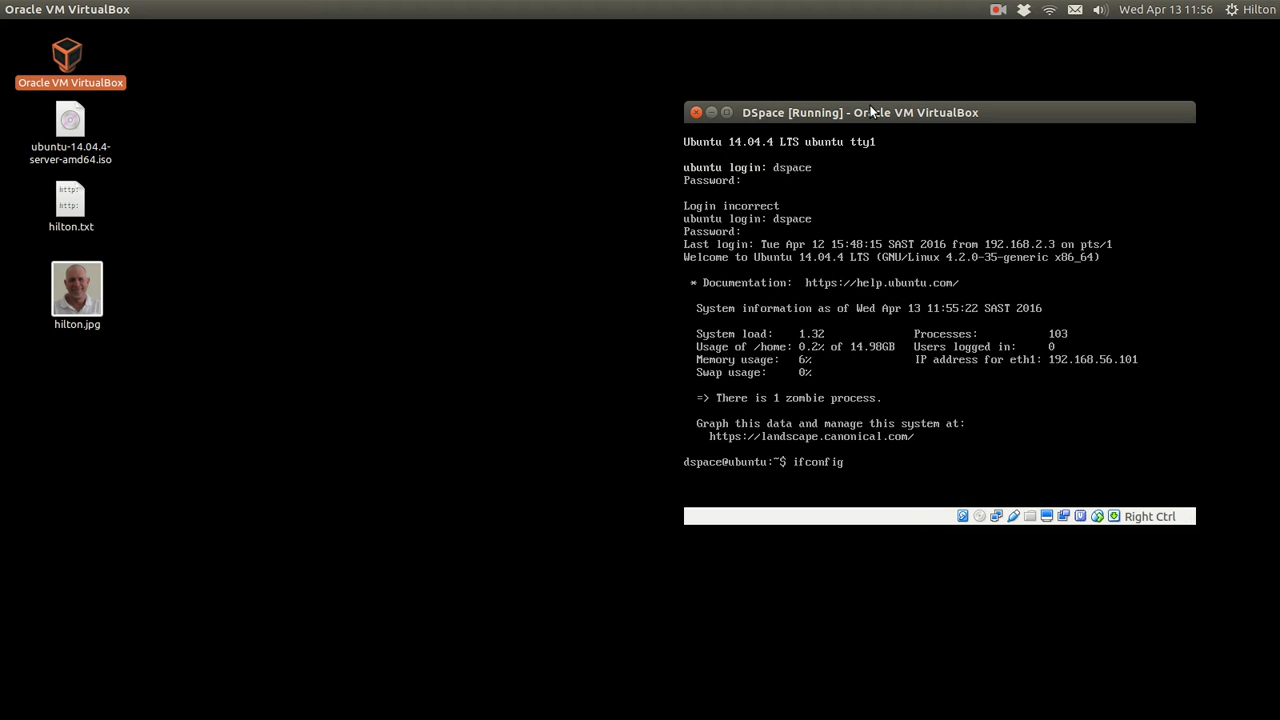 Oracle VM VirtualBox
Wed Apr 13 11:56
Hilton
Oracle VM VirtualBox
ubuntu-14.04.4-
server-amd64.iso
http:
http:
hilton.txt
hilton.jpg
DSpace [Running] - Oracle VM VirtualBox
Ubuntu 14.04.4 LTS ubuntu tty1
ubuntu login: dspace
Password:
Login incorrect
ubuntu login: dspace
Password:
Last login: Tue Apr 12 15:48:15 SAST 2016 from 192.168.2.3 on pts/1
Welcome to Ubuntu 14.04.4 LTS (GNU/Linux 4.2.0-35-generic x86_64)
* Documentation: https://help.ubuntu.com/
System information as of Wed Apr 13 11:55:22 SAST 2016
System load: 1.32 Processes: 103
Usage of /home: 0.2% of 14.98GB Users logged in: 0
Memory usage: 6% IP address for eth1: 192.168.56.101
Swap usage: 0%
=> There is 1 zombie process.
Graph this data and manage this system at:
https://landscape.canonical.com/
dspace@ubuntu:~$ ifconfig
Right Ctrl